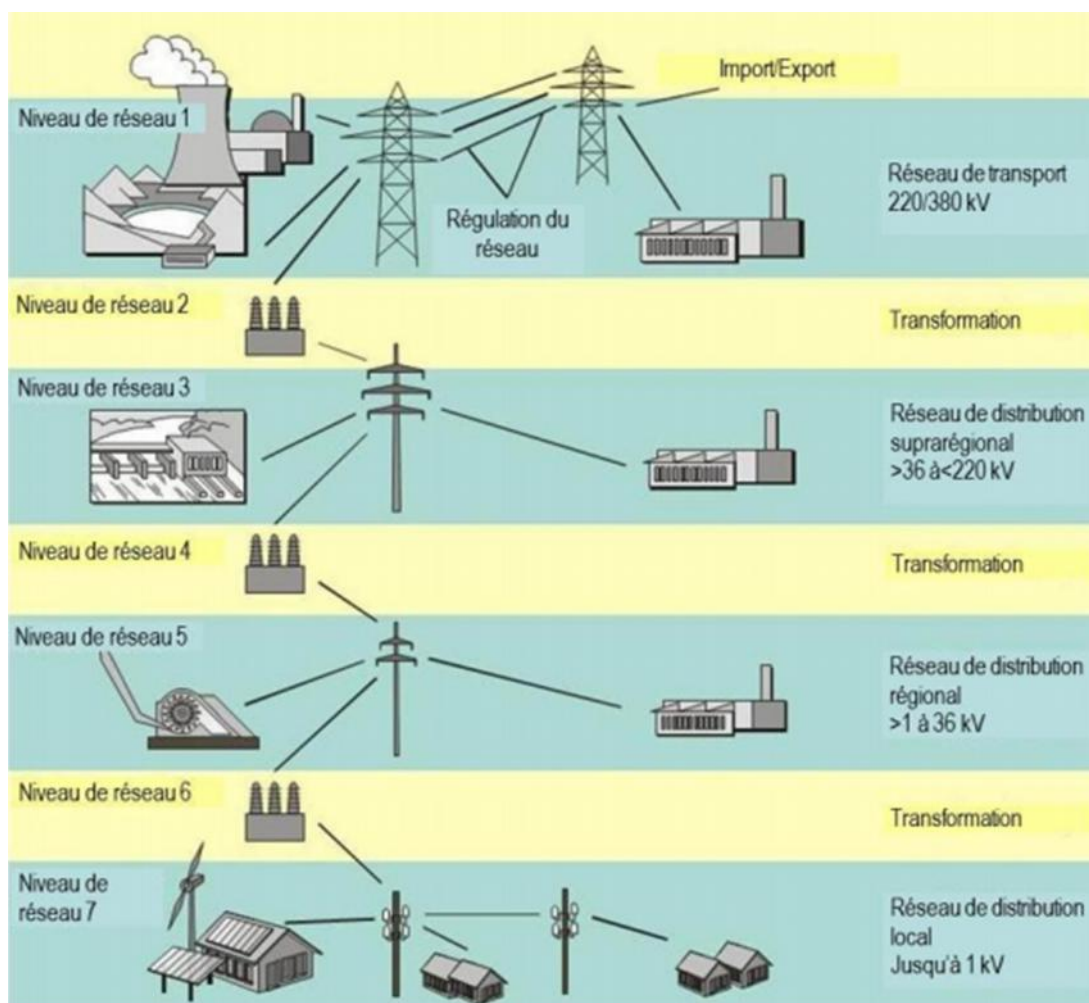 Import/Export
Niveau de réseau 1
Réseau de transport
220/380 kV
Régulation du
réseau
Niveau de réseau 2
Transformation
Niveau de réseau 3
Réseau de distribution
suprarégional
>36 à<220 kV
Niveau de réseau 4
Transformation
Niveau de réseau 5
Réseau de distribution
régional
>1 à 36 kV
Niveau de réseau 6
Transformation
Niveau de
réseau 7
Réseau de distribution
local
Jusqu'à 1 kV